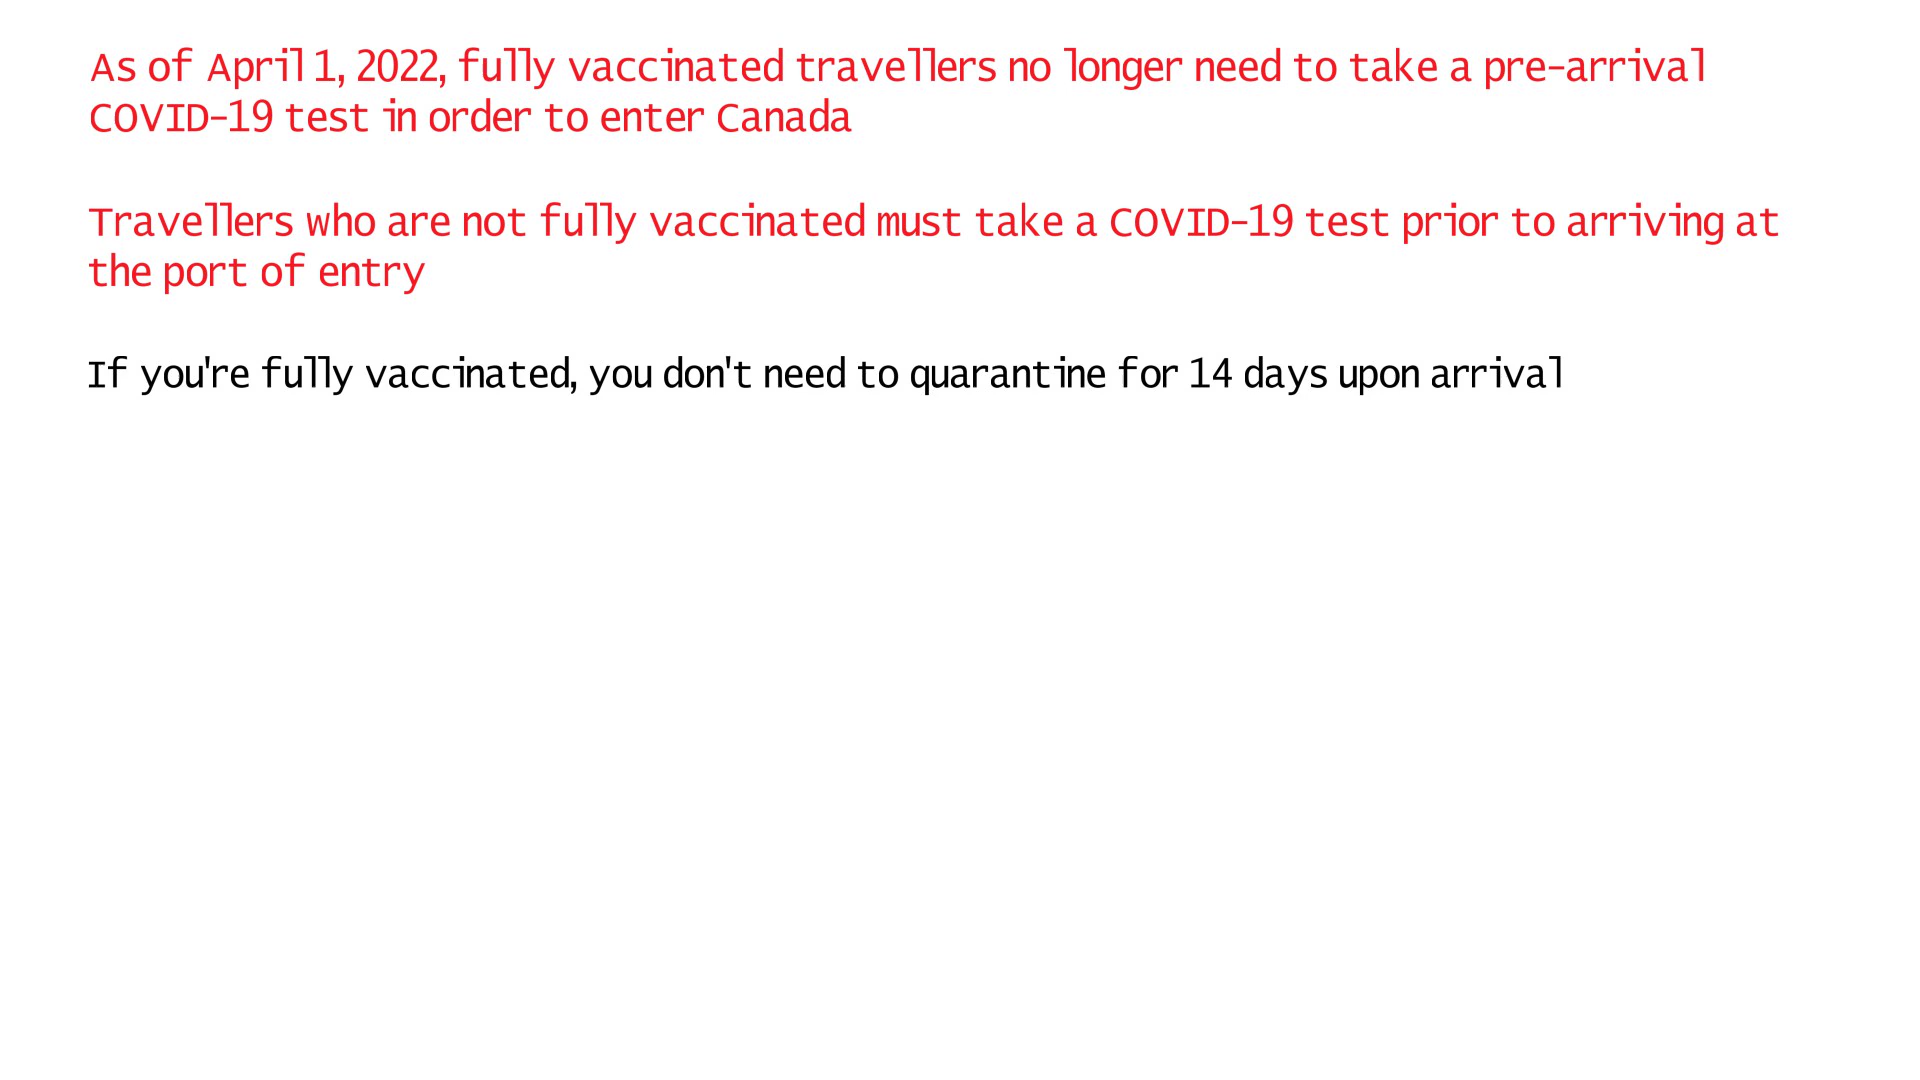 As of April 1, 2022, fully vaccinated travellers no longer need to take a pre-arrival
COVID-19 test in order to enter Canada
Travellers who are not fully vaccinated must take a COVID-19 test prior to arriving at
the port of entry
If you're fully vaccinated, you don't need to quarantine for 14 days upon arrival